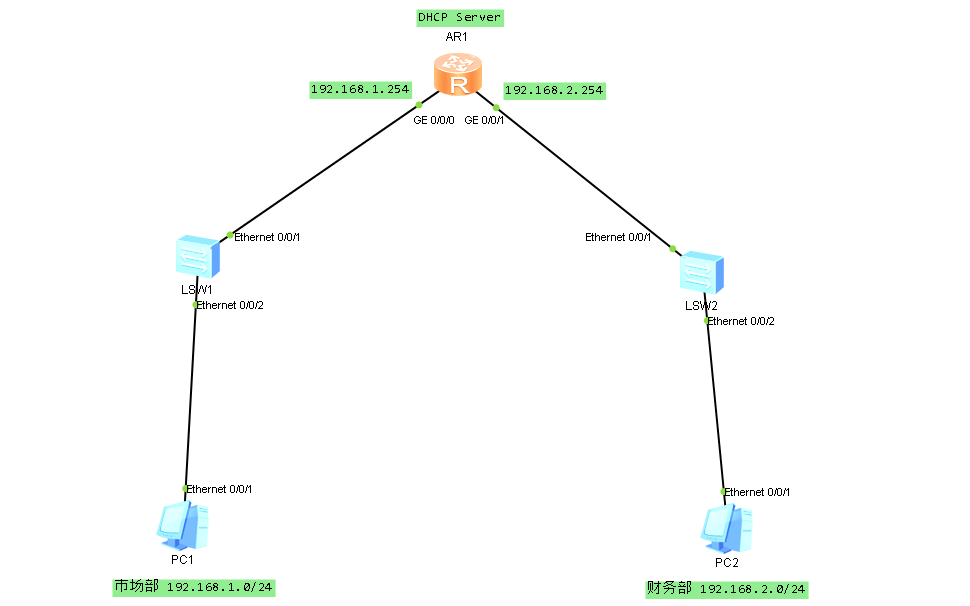 DHCP Server
AR1
192.168.1.254
192.168.2.254
GE 0/0/0
GE 0/0/1
Ethernet 0/0/1
Ethernet 0/0/1
LSW1
Ethernet 0/0/2
LSW2
Ethernet 0/0/2
Ethernet 0/0/1
Ethernet 0/0/1
R
PC1
PC2
市场部 192.168.1.0/24
财务部 192.168.2.0/24